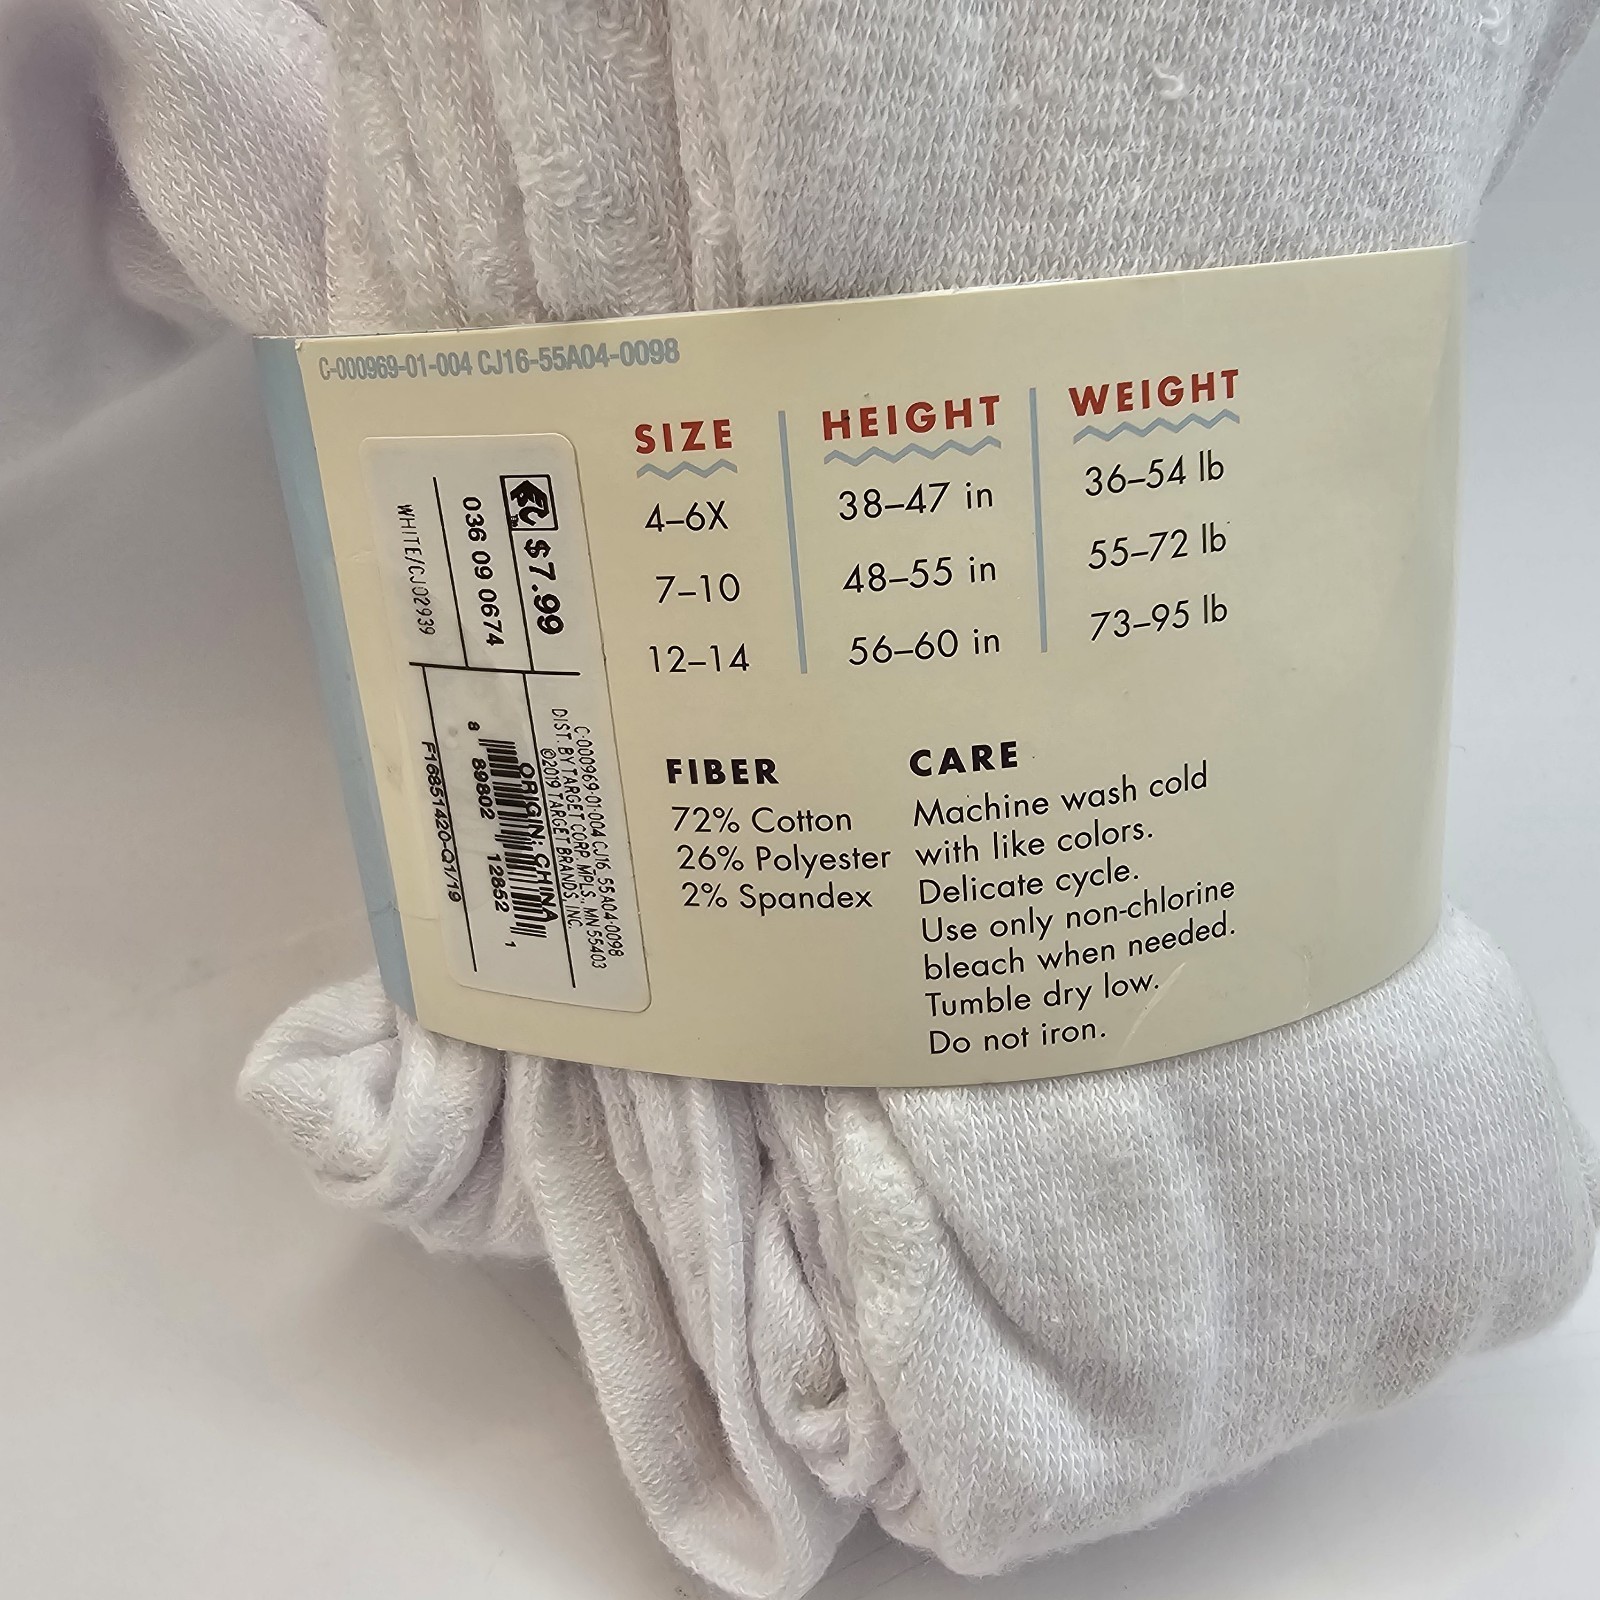 C-000969-01-004 CJ16-55A04-0098
SIZE HEIGHT WEIGHT
4–6X 38–47 in 36–54 lb
7–10 48–55 in 55–72 lb
12–14 56–60 in 73–95 lb
FIBER
72% Cotton
26% Polyester
2% Spandex
CARE
Machine wash cold
with like colors.
Delicate cycle.
Use only non-chlorine
bleach when needed.
Tumble dry low.
Do not iron.
$7.99
036 09 0674
WHITE/CJ02939
C-000969-01-004 CJ16_55A04-0098
DIST. BY TARGET CORP. MPLS., MN 55403
©2019 TARGET BRANDS, INC.
ORIGIN: CHINA
8 89802 12852 1
F16851420-Q1/19